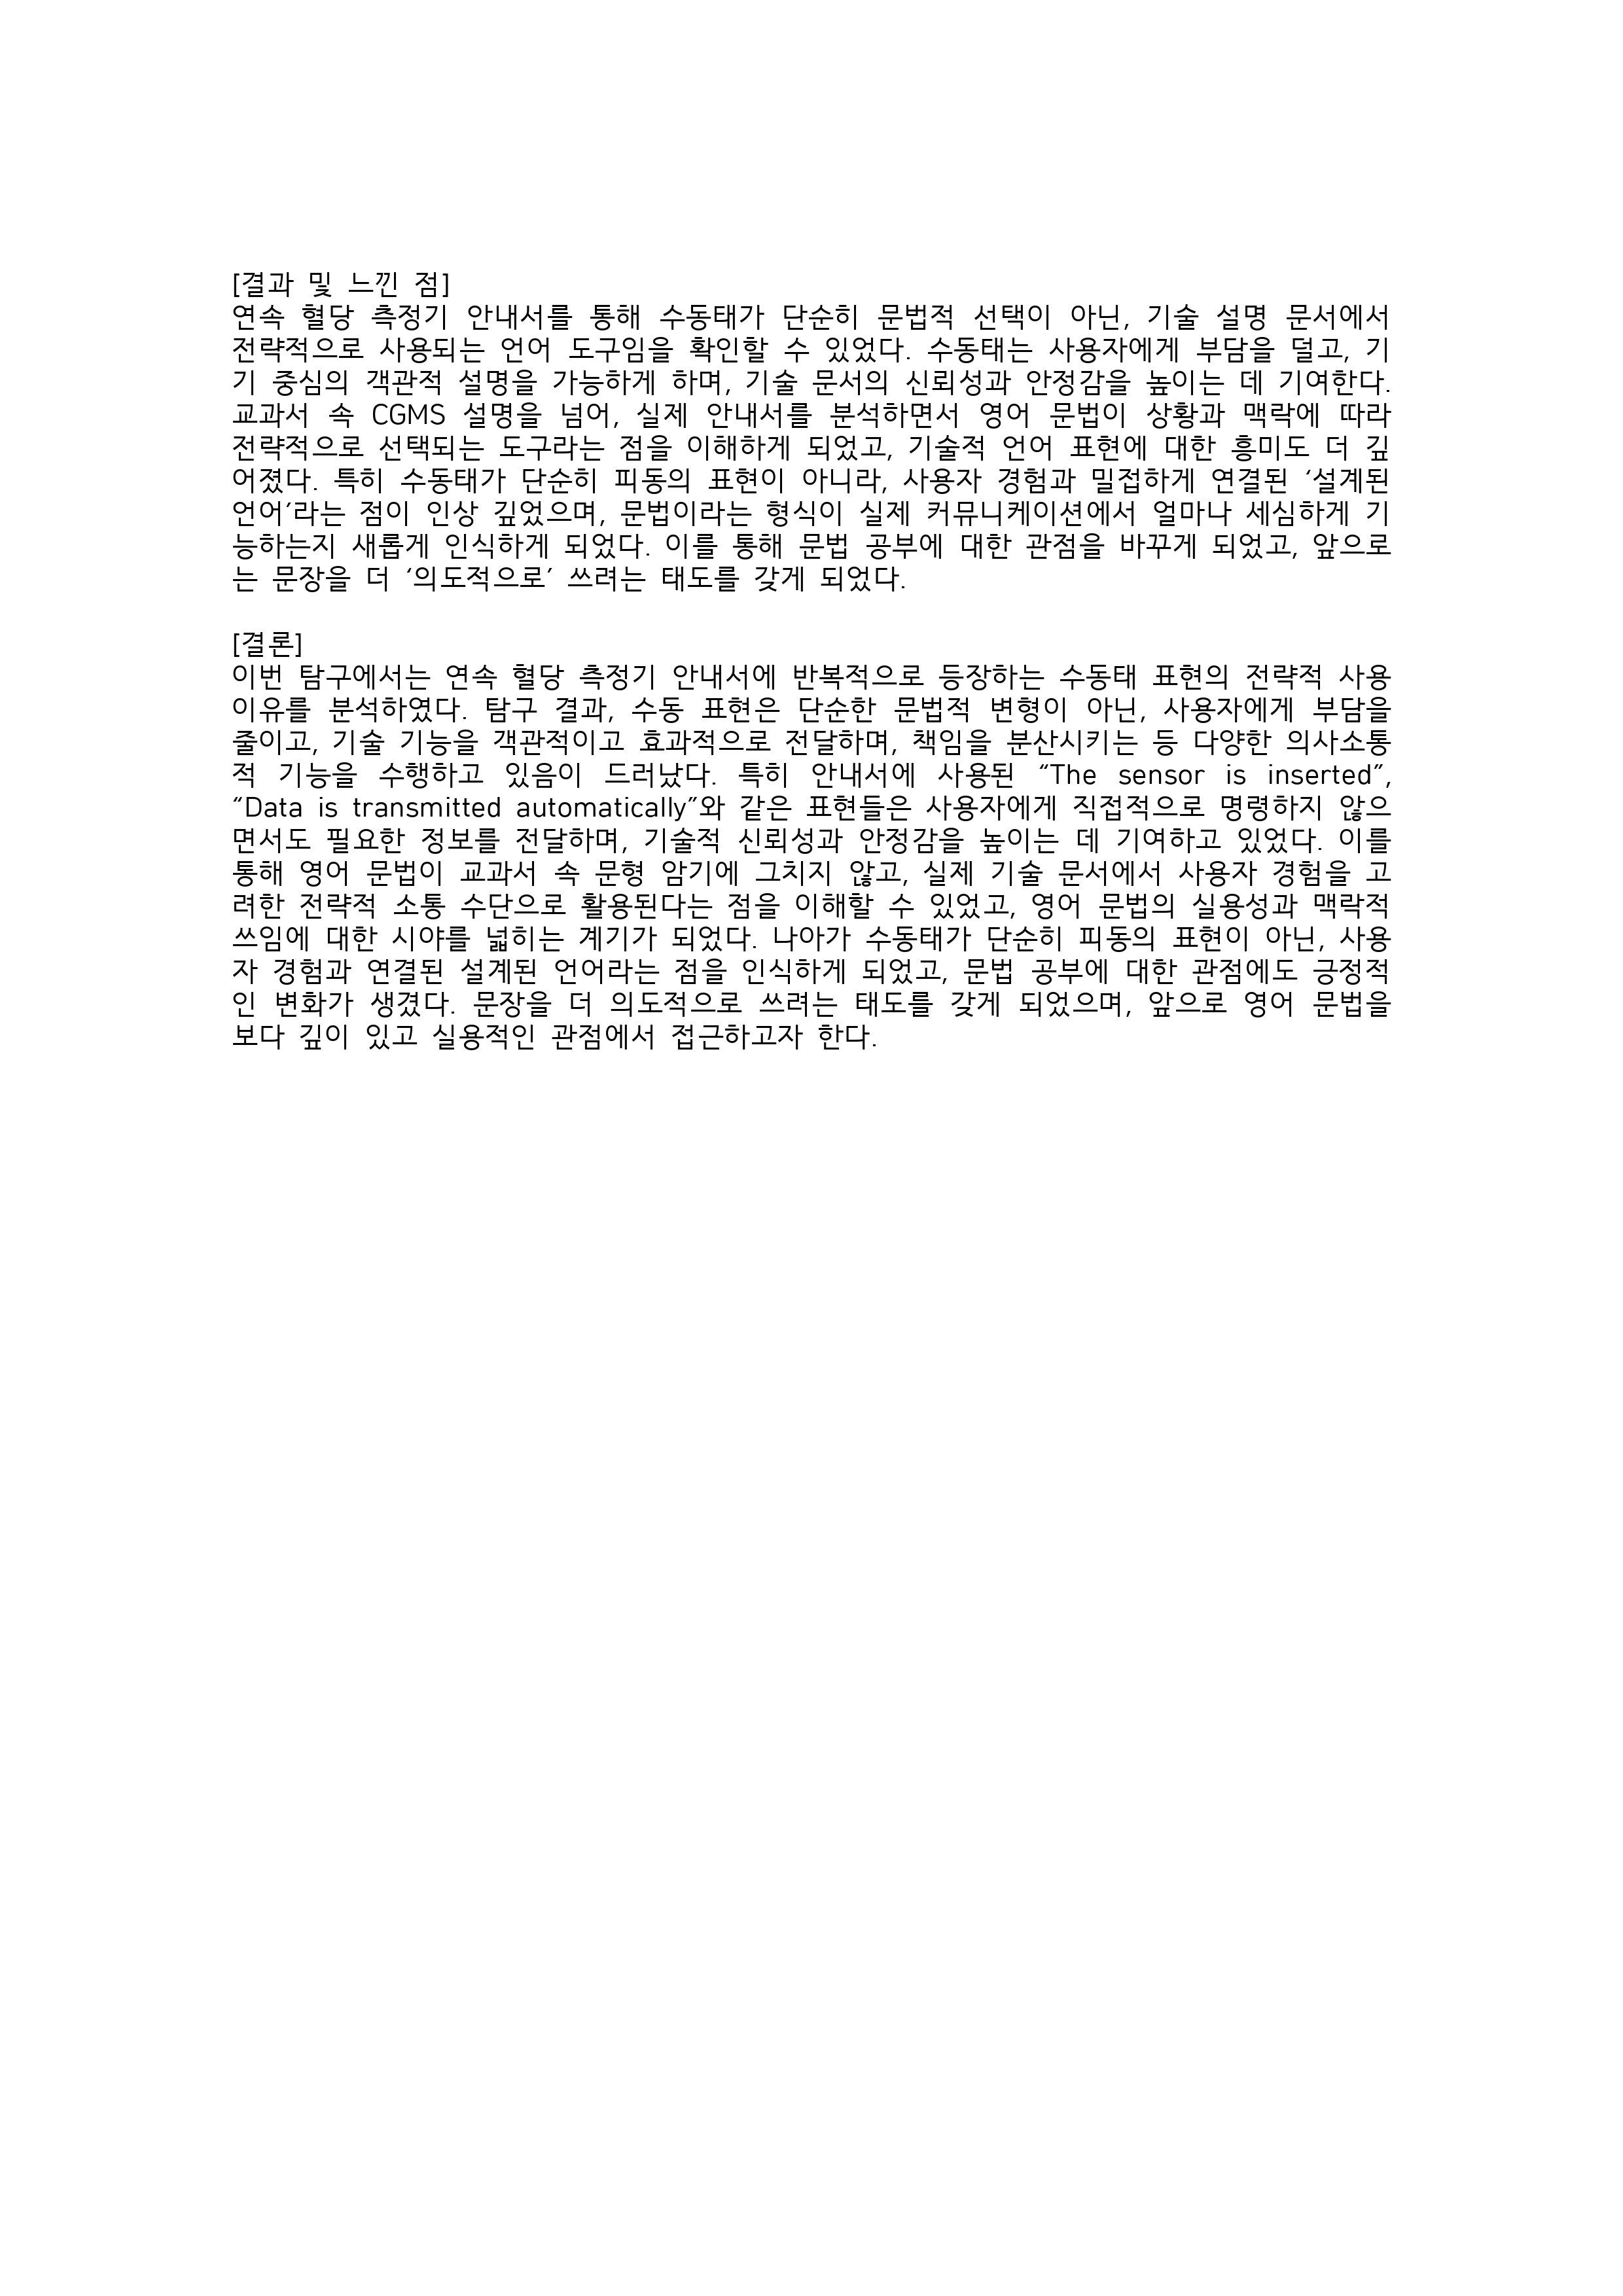 [결과 및 느낀 점]
연속 혈당 측정기 안내서를 통해 수동태가 단순히 문법적 선택이 아닌, 기술 설명 문서에서
전략적으로 사용되는 언어 도구임을 확인할 수 있었다. 수동태는 사용자에게 부담을 덜고, 기
기 중심의 객관적 설명을 가능하게 하며, 기술 문서의 신뢰성과 안정감을 높이는 데 기여한다.
교과서 속 CGMS 설명을 넘어, 실제 안내서를 분석하면서 영어 문법이 상황과 맥락에 따라
전략적으로 선택되는 도구라는 점을 이해하게 되었고, 기술적 언어 표현에 대한 흥미도 더 깊
어졌다. 특히 수동태가 단순히 피동의 표현이 아니라, 사용자 경험과 밀접하게 연결된 ‘설계된
언어’라는 점이 인상 깊었으며, 문법이라는 형식이 실제 커뮤니케이션에서 얼마나 세심하게 기
능하는지 새롭게 인식하게 되었다. 이를 통해 문법 공부에 대한 관점을 바꾸게 되었고, 앞으로
는 문장을 더 ‘의도적으로’ 쓰려는 태도를 갖게 되었다.

[결론]
이번 탐구에서는 연속 혈당 측정기 안내서에 반복적으로 등장하는 수동태 표현의 전략적 사용
이유를 분석하였다. 탐구 결과, 수동 표현은 단순한 문법적 변형이 아닌, 사용자에게 부담을
줄이고, 기술 기능을 객관적이고 효과적으로 전달하며, 책임을 분산시키는 등 다양한 의사소통
적 기능을 수행하고 있음이 드러났다. 특히 안내서에 사용된 “The sensor is inserted”,
“Data is transmitted automatically”와 같은 표현들은 사용자에게 직접적으로 명령하지 않으
면서도 필요한 정보를 전달하며, 기술적 신뢰성과 안정감을 높이는 데 기여하고 있었다. 이를
통해 영어 문법이 교과서 속 문형 암기에 그치지 않고, 실제 기술 문서에서 사용자 경험을 고
려한 전략적 소통 수단으로 활용된다는 점을 이해할 수 있었고, 영어 문법의 실용성과 맥락적
쓰임에 대한 시야를 넓히는 계기가 되었다. 나아가 수동태가 단순히 피동의 표현이 아닌, 사용
자 경험과 연결된 설계된 언어라는 점을 인식하게 되었고, 문법 공부에 대한 관점에도 긍정적
인 변화가 생겼다. 문장을 더 의도적으로 쓰려는 태도를 갖게 되었으며, 앞으로 영어 문법을
보다 깊이 있고 실용적인 관점에서 접근하고자 한다.